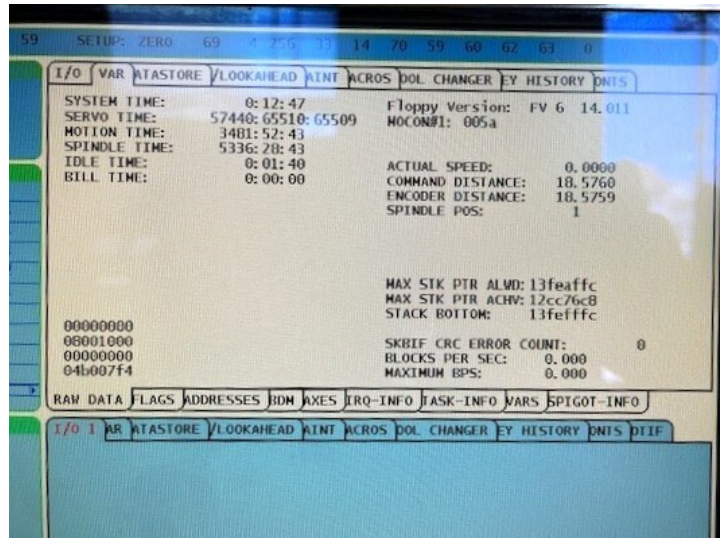 59 SETUP: ZERO 69 4 256 33 14 70 59 60 62 63 0
I/O VAR ATASTORE /LOOKAHEAD AINT ACROS OOL CHANGER EY HISTORY ONTS
SYSTEM TIME: 0:12:47
SERVO TIME: 57440:65510:65509
MOTION TIME: 3481:52:43
SPINDLE TIME: 5336:28:43
IDLE TIME: 0:01:40
BILL TIME: 0:00:00
Floppy Version: FV 6 14.011
MOCON#1: 005a
ACTUAL SPEED: 0.0000
COMMAND DISTANCE: 18.5760
ENCODER DISTANCE: 18.5759
SPINDLE POS: 1
MAX STK PTR ALWD: 13feaffc
MAX STK PTR ACHV: 12cc76c8
STACK BOTTOM: 13fefffc
00000000
08001000
00000000
04b007f4
SKBIF CRC ERROR COUNT: 0
BLOCKS PER SEC: 0.000
MAXIMUM BPS: 0.000
RAW DATA FLAGS ADDRESSES BDM AXES IRQ-INFO TASK-INFO VARS SPIGOT-INFO
I/O 1 AR ATASTORE /LOOKAHEAD AINT ACROS OOL CHANGER EY HISTORY ONTS OTIF